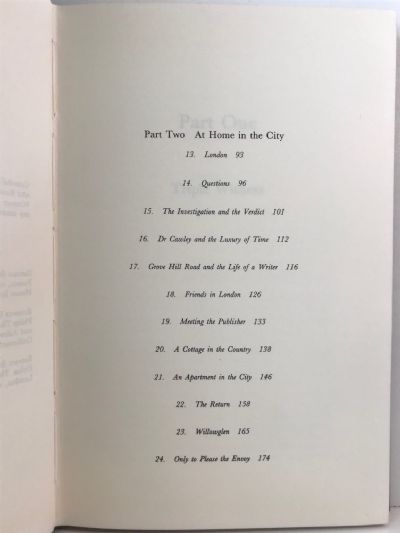 Part Two At Home in the City
13. London 93
14. Questions 96
15. The Investigation and the Verdict 101
16. Dr Cawley and the Luxury of Time 112
17. Grove Hill Road and the Life of a Writer 116
18. Friends in London 126
19. Meeting the Publisher 133
20. A Cottage in the Country 138
21. An Apartment in the City 146
22. The Return 158
23. Willowglen 165
24. Only to Please the Envoy 174